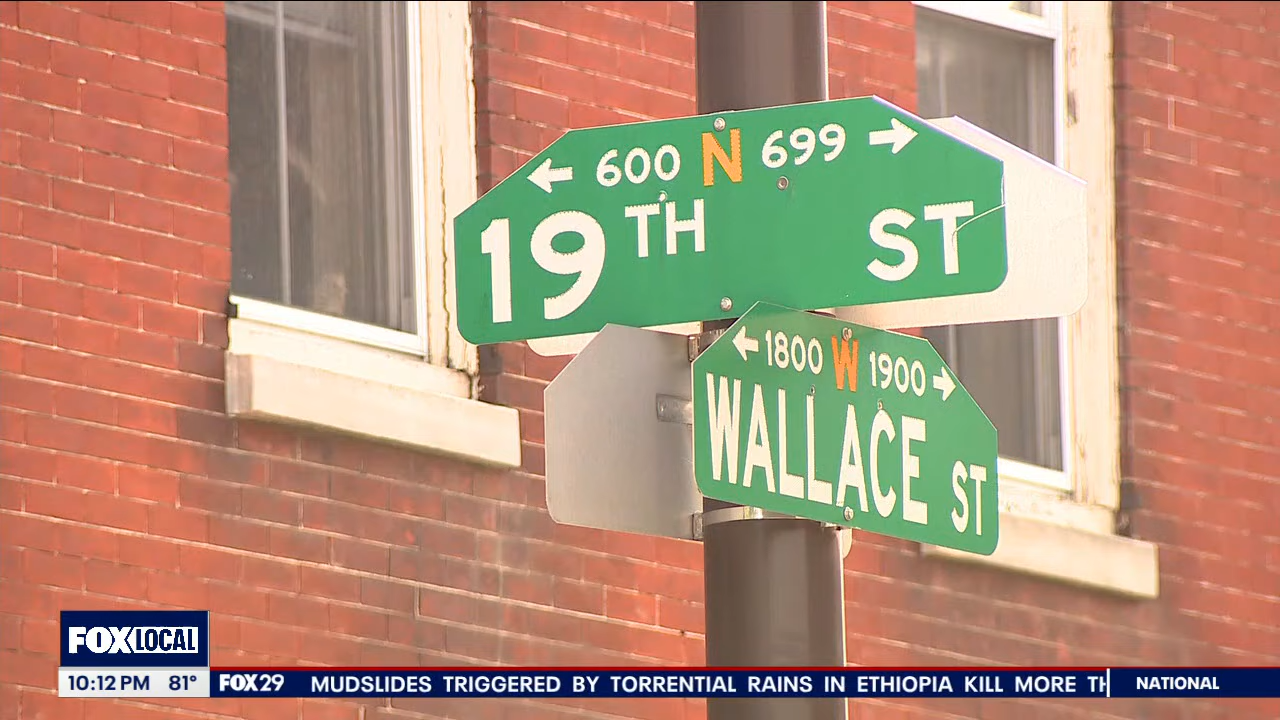 ← 600 N 699 →
19TH ST
← 1800 W 1900 →
WALLACE ST
FOX LOCAL
10:12 PM 81° FOX29 MUDSLIDES TRIGGERED BY TORRENTIAL RAINS IN ETHIOPIA KILL MORE NATIONAL